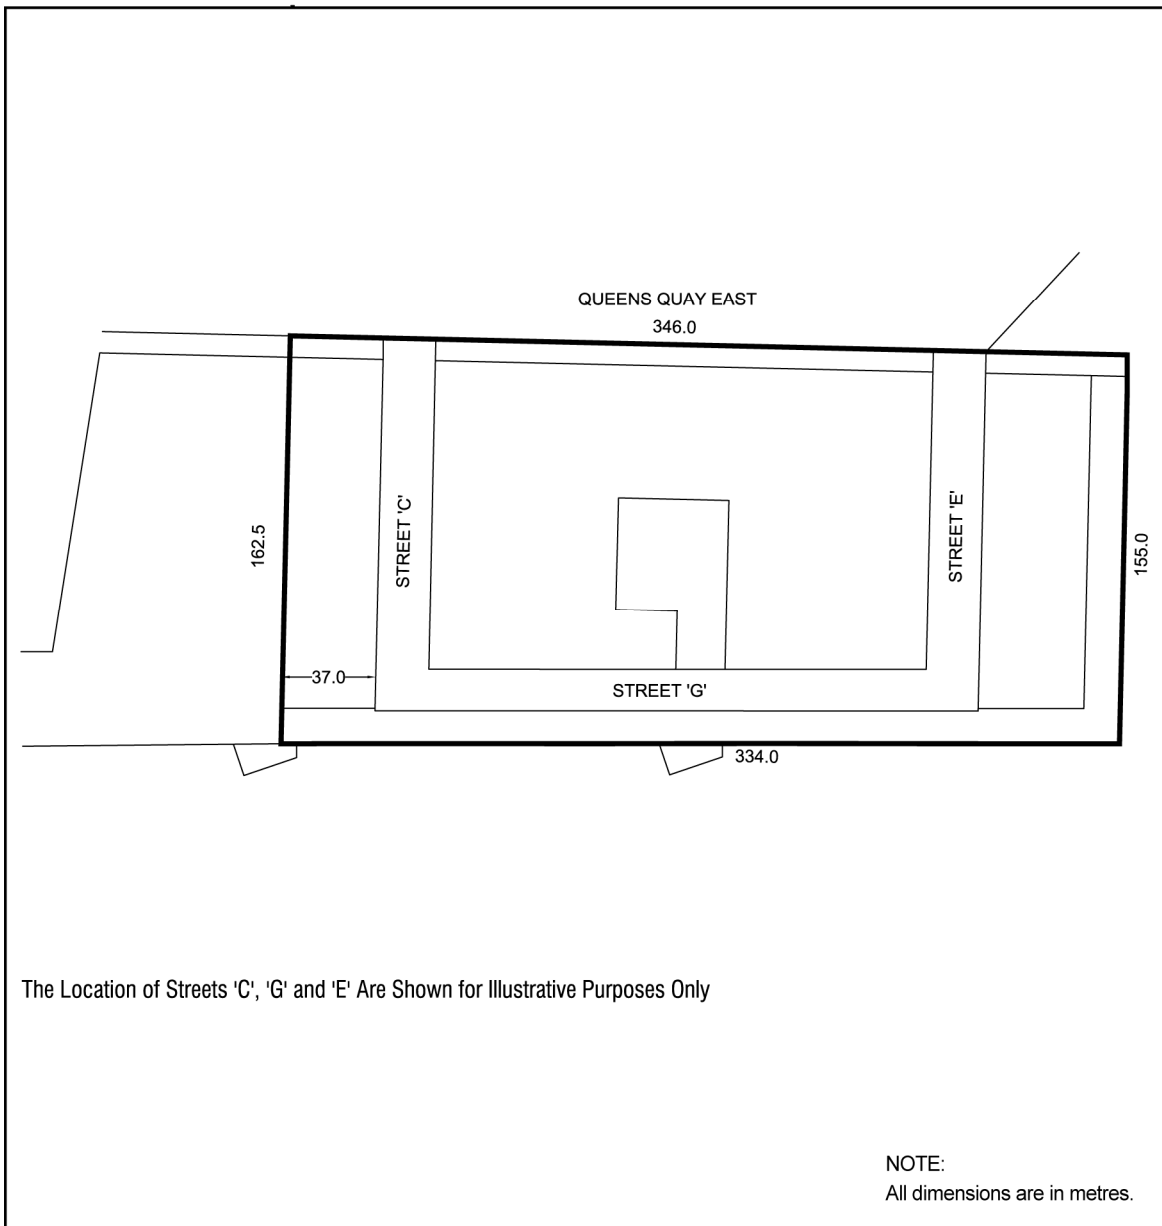 QUEENS QUAY EAST
346.0
STREET 'C'
STREET 'E'
162.5
155.0
37.0
STREET 'G'
334.0
The Location of Streets 'C', 'G' and 'E' Are Shown for Illustrative Purposes Only
NOTE:
All dimensions are in metres.